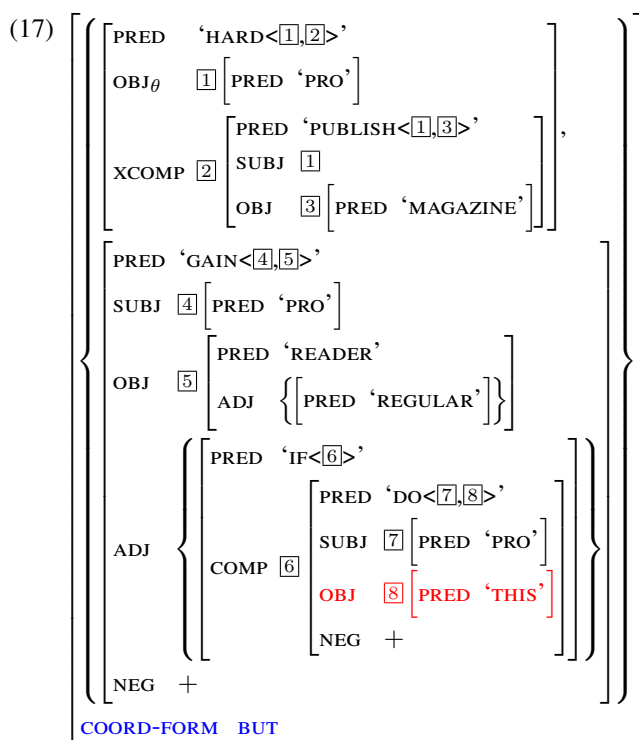 (17)
PRED ‘HARD<1,2>’
OBJθ 1 [PRED ‘PRO’]
PRED ‘PUBLISH<1,3>’
XCOMP 2 SUBJ 1
OBJ 3 [PRED ‘MAGAZINE’] ,
PRED ‘GAIN<4,5>’
SUBJ 4 [PRED ‘PRO’]
PRED ‘READER’
OBJ 5
ADJ {[PRED ‘REGULAR’]}
PRED ‘IF<6>’
PRED ‘DO<7,8>’
SUBJ 7 [PRED ‘PRO’]
ADJ COMP 6
OBJ 8 [PRED ‘THIS’]
NEG +
NEG +
COORD-FORM BUT